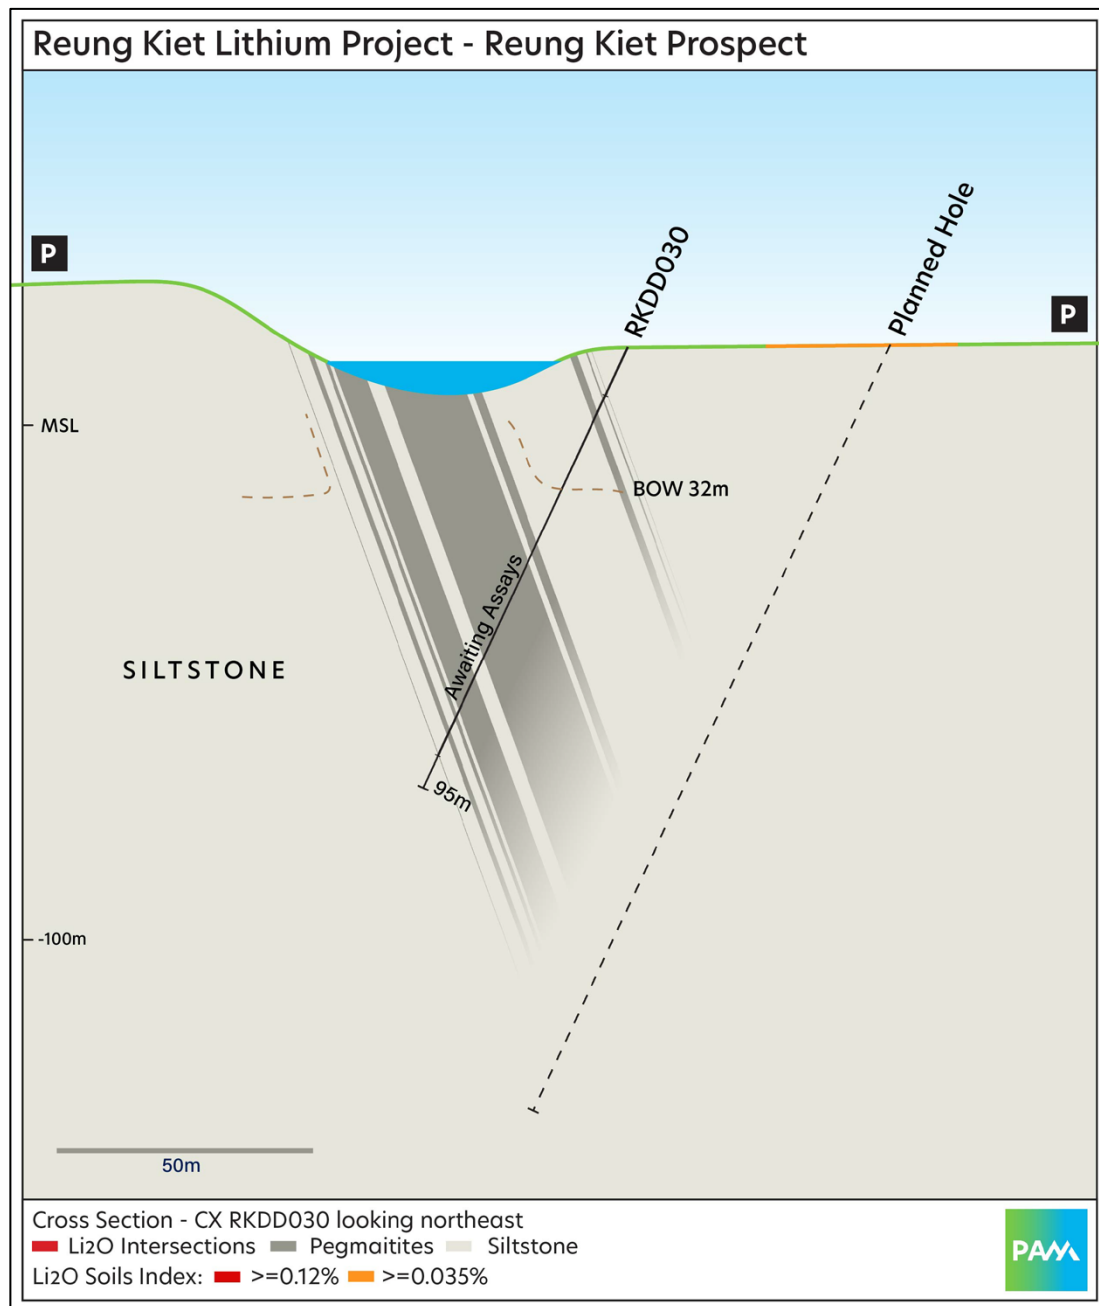 Reung Kiet Lithium Project - Reung Kiet Prospect
Planned Hole
RKDD030
P
P
MSL
BOW 32m
Awaiting Assays
SILTSTONE
95m
-100m
50m
Cross Section - CX RKDD030 looking northeast
Li2O Intersections Pegmaitites Siltstone
Li2O Soils Index: >=0.12% >=0.035%
PAM